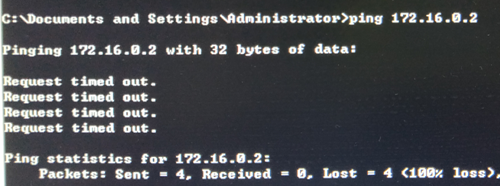 C:\Documents and Settings\Administrator>ping 172.16.0.2
Pinging 172.16.0.2 with 32 bytes of data:
Request timed out.
Request timed out.
Request timed out.
Request timed out.
Ping statistics for 172.16.0.2:
Packets: Sent = 4, Received = 0, Lost = 4 (100% loss),